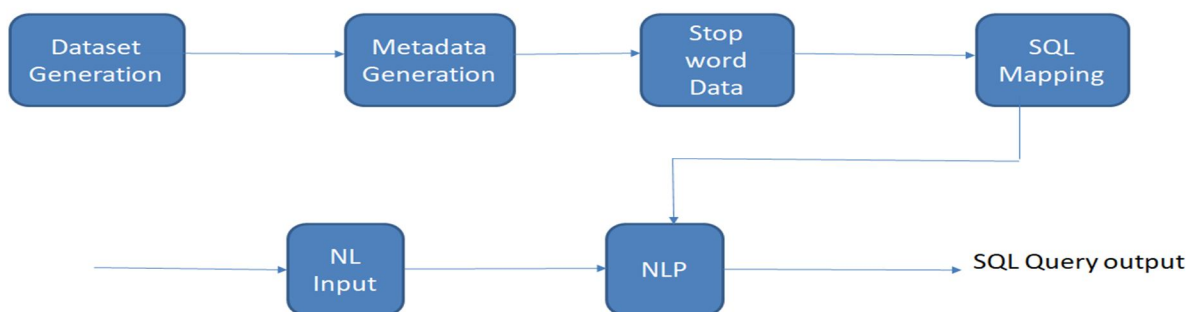 Dataset
Generation
Metadata
Generation
Stop
word
Data
SQL
Mapping
NL
Input
NLP
SQL Query output